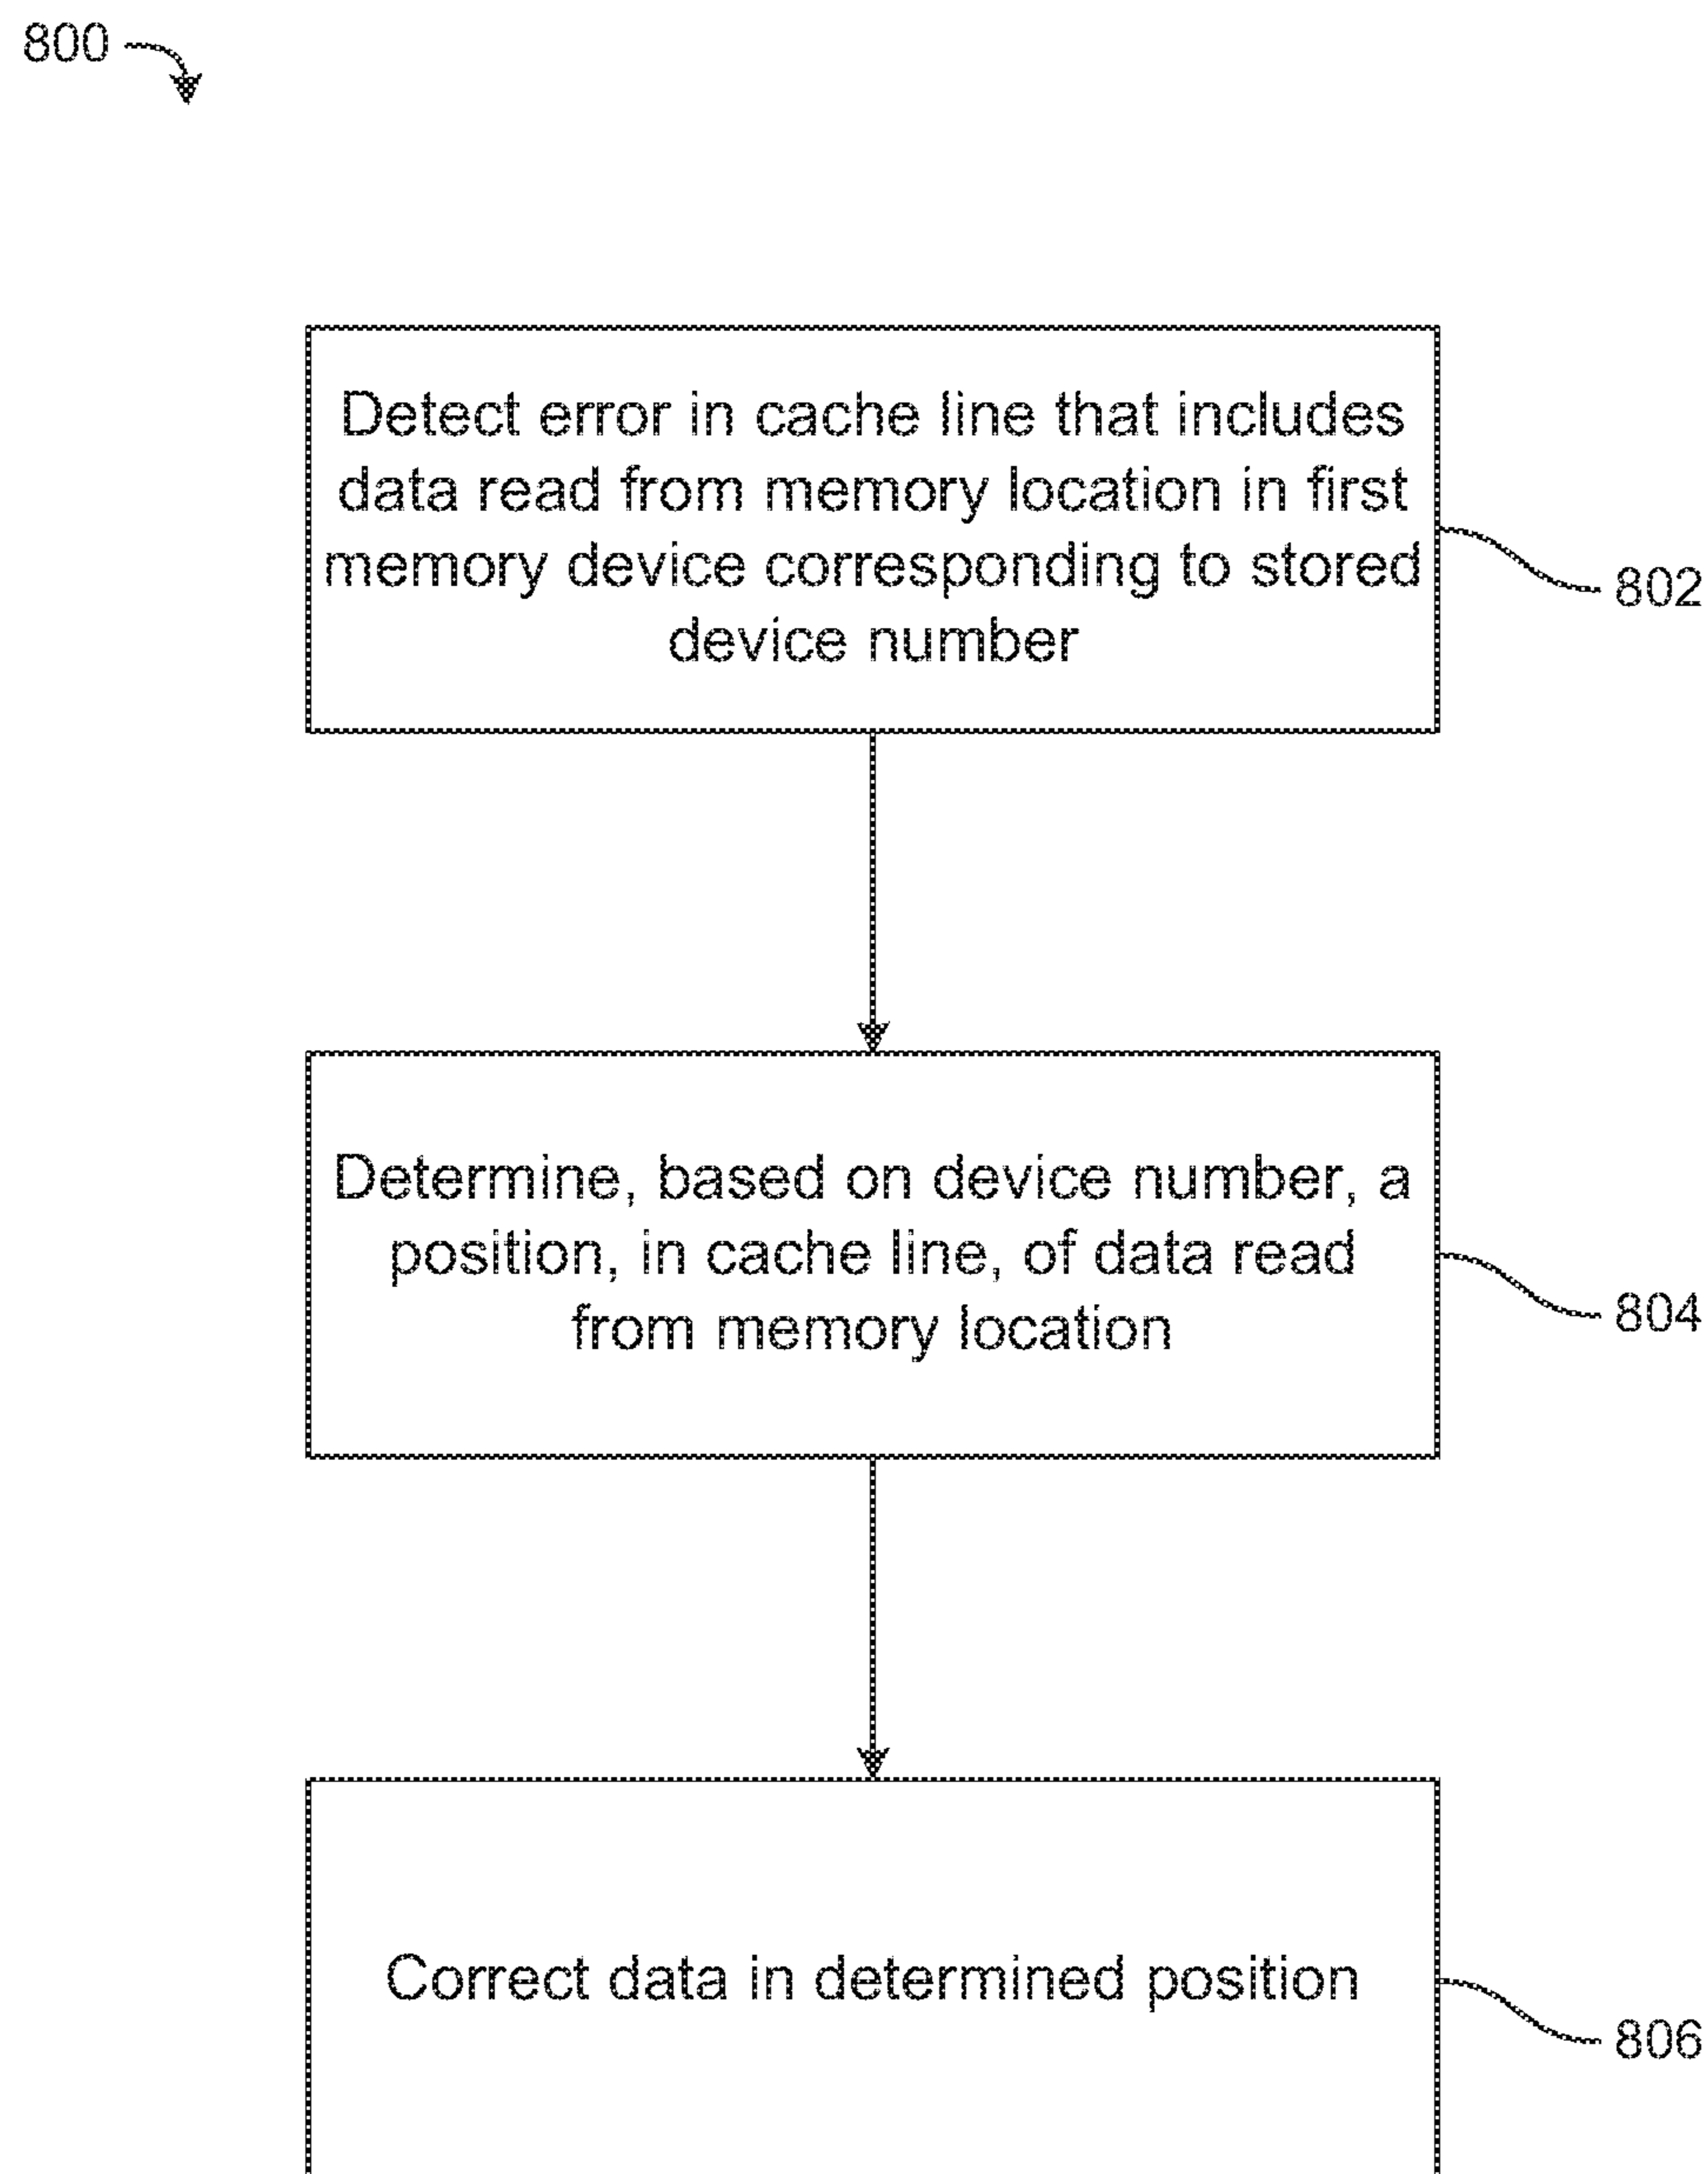 800
Detect error in cache line that includes
data read from memory location in first
memory device corresponding to stored
device number
802
Determine, based on device number, a
position, in cache line, of data read
from memory location
804
Correct data in determined position
806